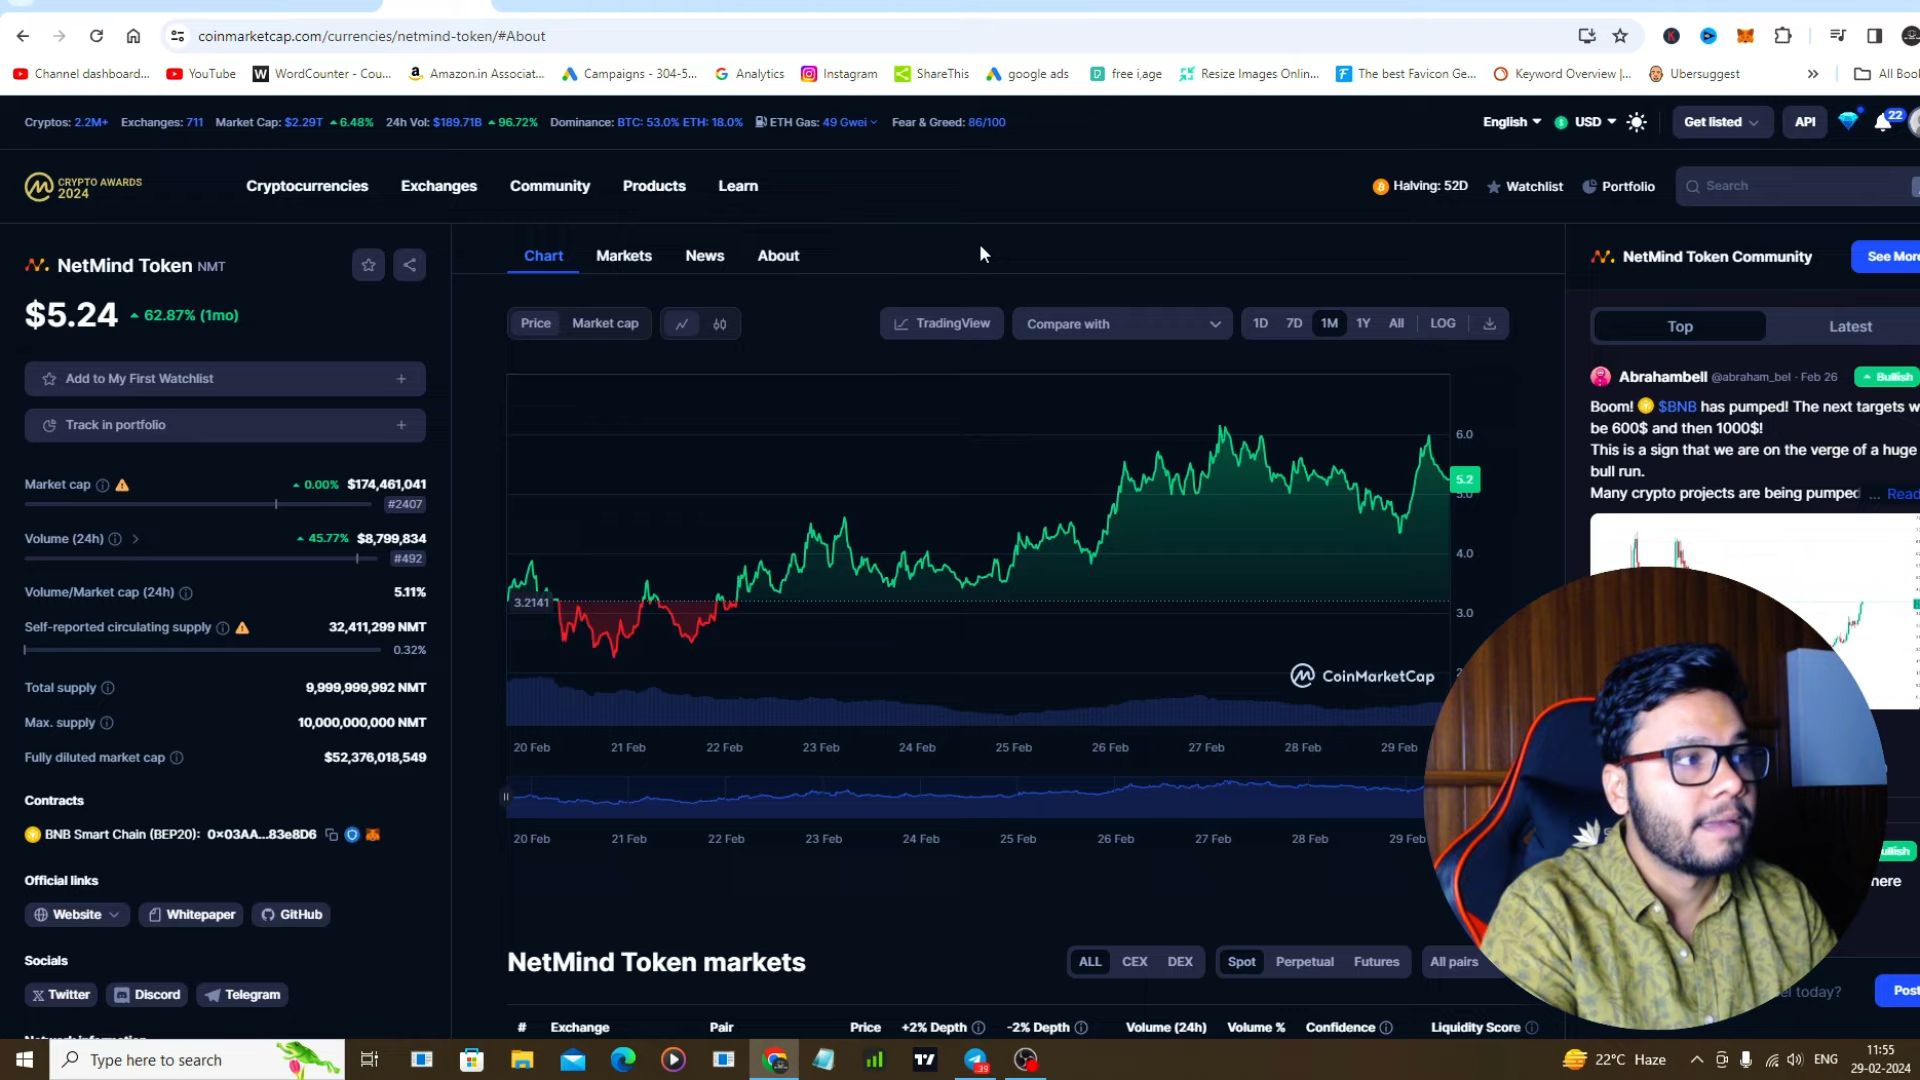 coinmarketcap.com/currencies/netmind-token/#About
Channel dashboard... YouTube WordCounter - Cou... Amazon.in Associat... Campaigns - 304-5... Analytics Instagram ShareThis google ads free i,age Resize Images Onlin... The best Favicon Ge... Keyword Overview |... Ubersuggest » All Bool
Cryptos: 2.2M+ Exchanges: 711 Market Cap: $2.29T 6.48% 24h Vol: $189.71B 96.72% Dominance: BTC: 53.0% ETH: 18.0% ETH Gas: 49 Gwei Fear & Greed: 86/100 English USD Get listed API 22
CRYPTO AWARDS
2024
Cryptocurrencies Exchanges Community Products Learn Halving: 52D Watchlist Portfolio Search
NetMind Token NMT
$5.24 62.87% (1mo)
Add to My First Watchlist +
Track in portfolio +
Market cap 0.00% $174,461,041
#2407
Volume (24h) 45.77% $8,799,834
#492
Volume/Market cap (24h) 5.11%
Self-reported circulating supply 32,411,299 NMT
0.32%
Total supply 9,999,999,992 NMT
Max. supply 10,000,000,000 NMT
Fully diluted market cap $52,376,018,549
Contracts
BNB Smart Chain (BEP20): 0x03AA...83e8D6
Official links
Website Whitepaper GitHub
Socials
Twitter Discord Telegram
Chart Markets News About
Price Market cap TradingView Compare with 1D 7D 1M 1Y All LOG
6.0
5.2
5.0
4.0
3.2141
3.0
CoinMarketCap
20 Feb 21 Feb 22 Feb 23 Feb 24 Feb 25 Feb 26 Feb 27 Feb 28 Feb 29 Feb
20 Feb 21 Feb 22 Feb 23 Feb 24 Feb 25 Feb 26 Feb 27 Feb 28 Feb 29 Feb
NetMind Token markets ALL CEX DEX Spot Perpetual Futures All pairs
# Exchange Pair Price +2% Depth -2% Depth Volume (24h) Volume % Confidence Liquidity Score
NetMind Token Community See More
Top Latest
Abrahambell @abraham_bel · Feb 26 Bullish
Boom! $BNB has pumped! The next targets w
be 600$ and then 1000$!
This is a sign that we are on the verge of a huge
bull run.
Many crypto projects are being pumped ... Read
ullish
here
today?
Post
Type here to search 39 22°C Haze ENG 11:55
29-02-2024